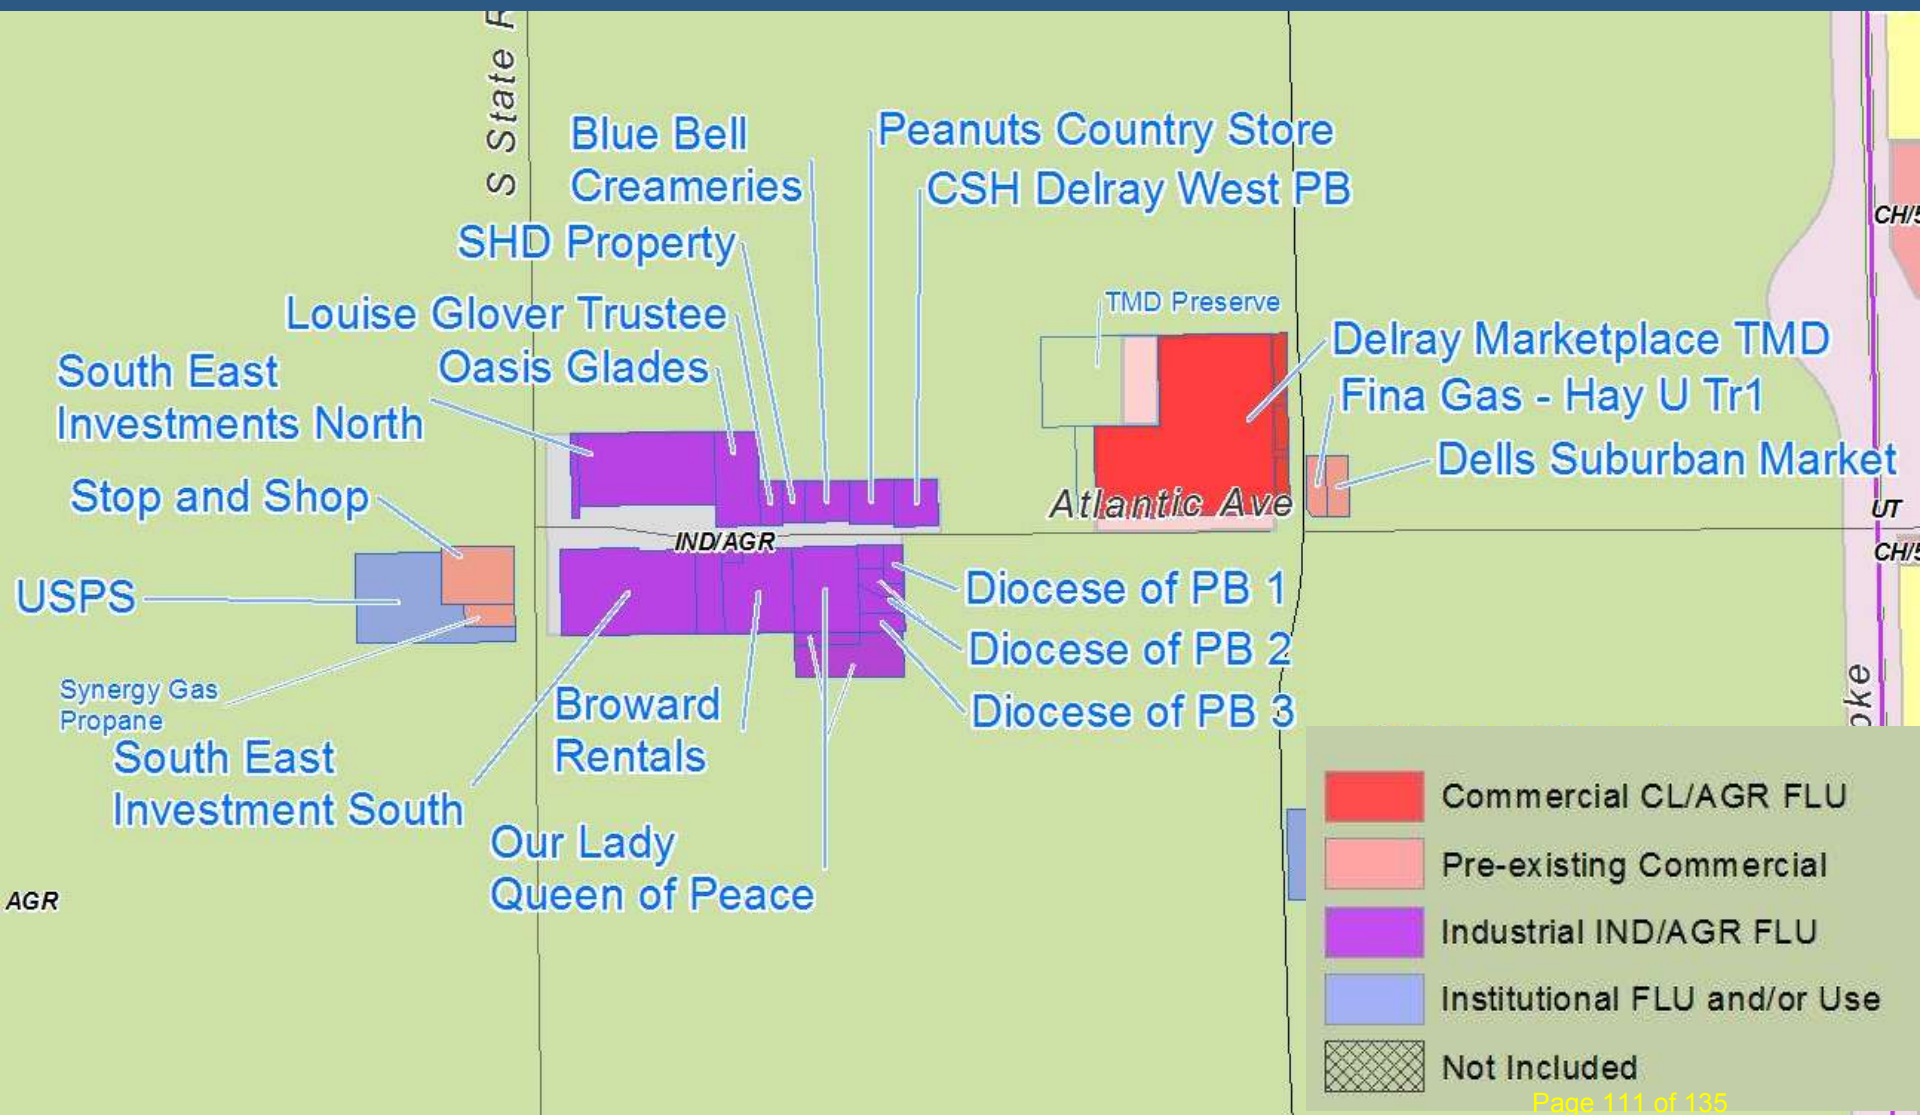 S State R
Blue Bell
Creameries
Peanuts Country Store
CSH Delray West PB
CH/5
SHD Property
TMD Preserve
Louise Glover Trustee
Delray Marketplace TMD
Oasis Glades
South East
Investments North
Fina Gas - Hay U Tr1
Dells Suburban Market
Stop and Shop
Atlantic Ave
UT
IND/AGR
CH/5
USPS
Diocese of PB 1
Diocese of PB 2
Synergy Gas
Propane
Broward
Rentals
Diocese of PB 3
oke
South East
Investment South
Our Lady
Queen of Peace
AGR
Commercial CL/AGR FLU
Pre-existing Commercial
Industrial IND/AGR FLU
Institutional FLU and/or Use
Not Included
Page 111 of 135